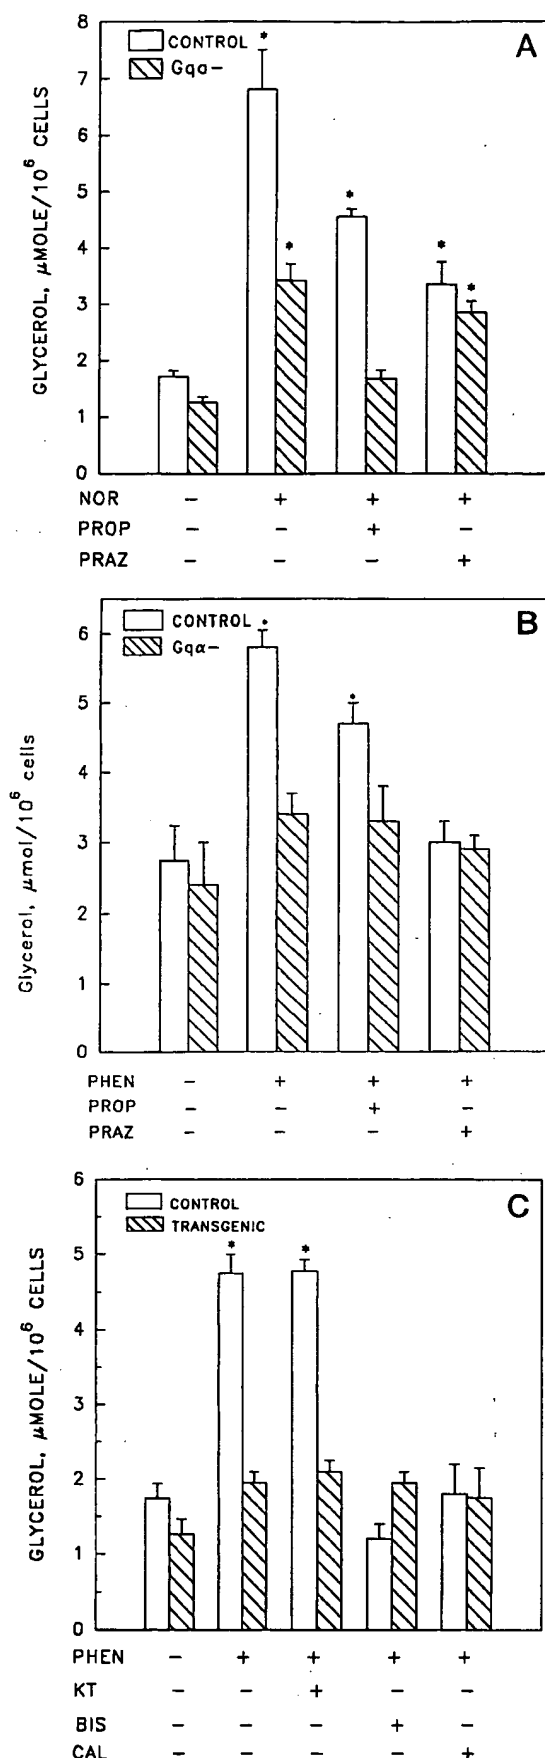 A
CONTROL
Gqα-
GLYCEROL, µMOLE/10⁶ CELLS
8
7
6
5
4
3
2
1
0
* * * * *
NOR - + + +
PROP - - + -
PRAZ - - - +
B
CONTROL
Gqα-
Glycerol, µmol/10⁶ cells
6
5
4
3
2
1
0
* *
PHEN - + + +
PROP - - + -
PRAZ - - - +
C
CONTROL
TRANSGENIC
GLYCEROL, µMOLE/10⁶ CELLS
6
5
4
3
2
1
0
* *
PHEN - + + + +
KT - - + - -
BIS - - - + -
CAL - - - - +